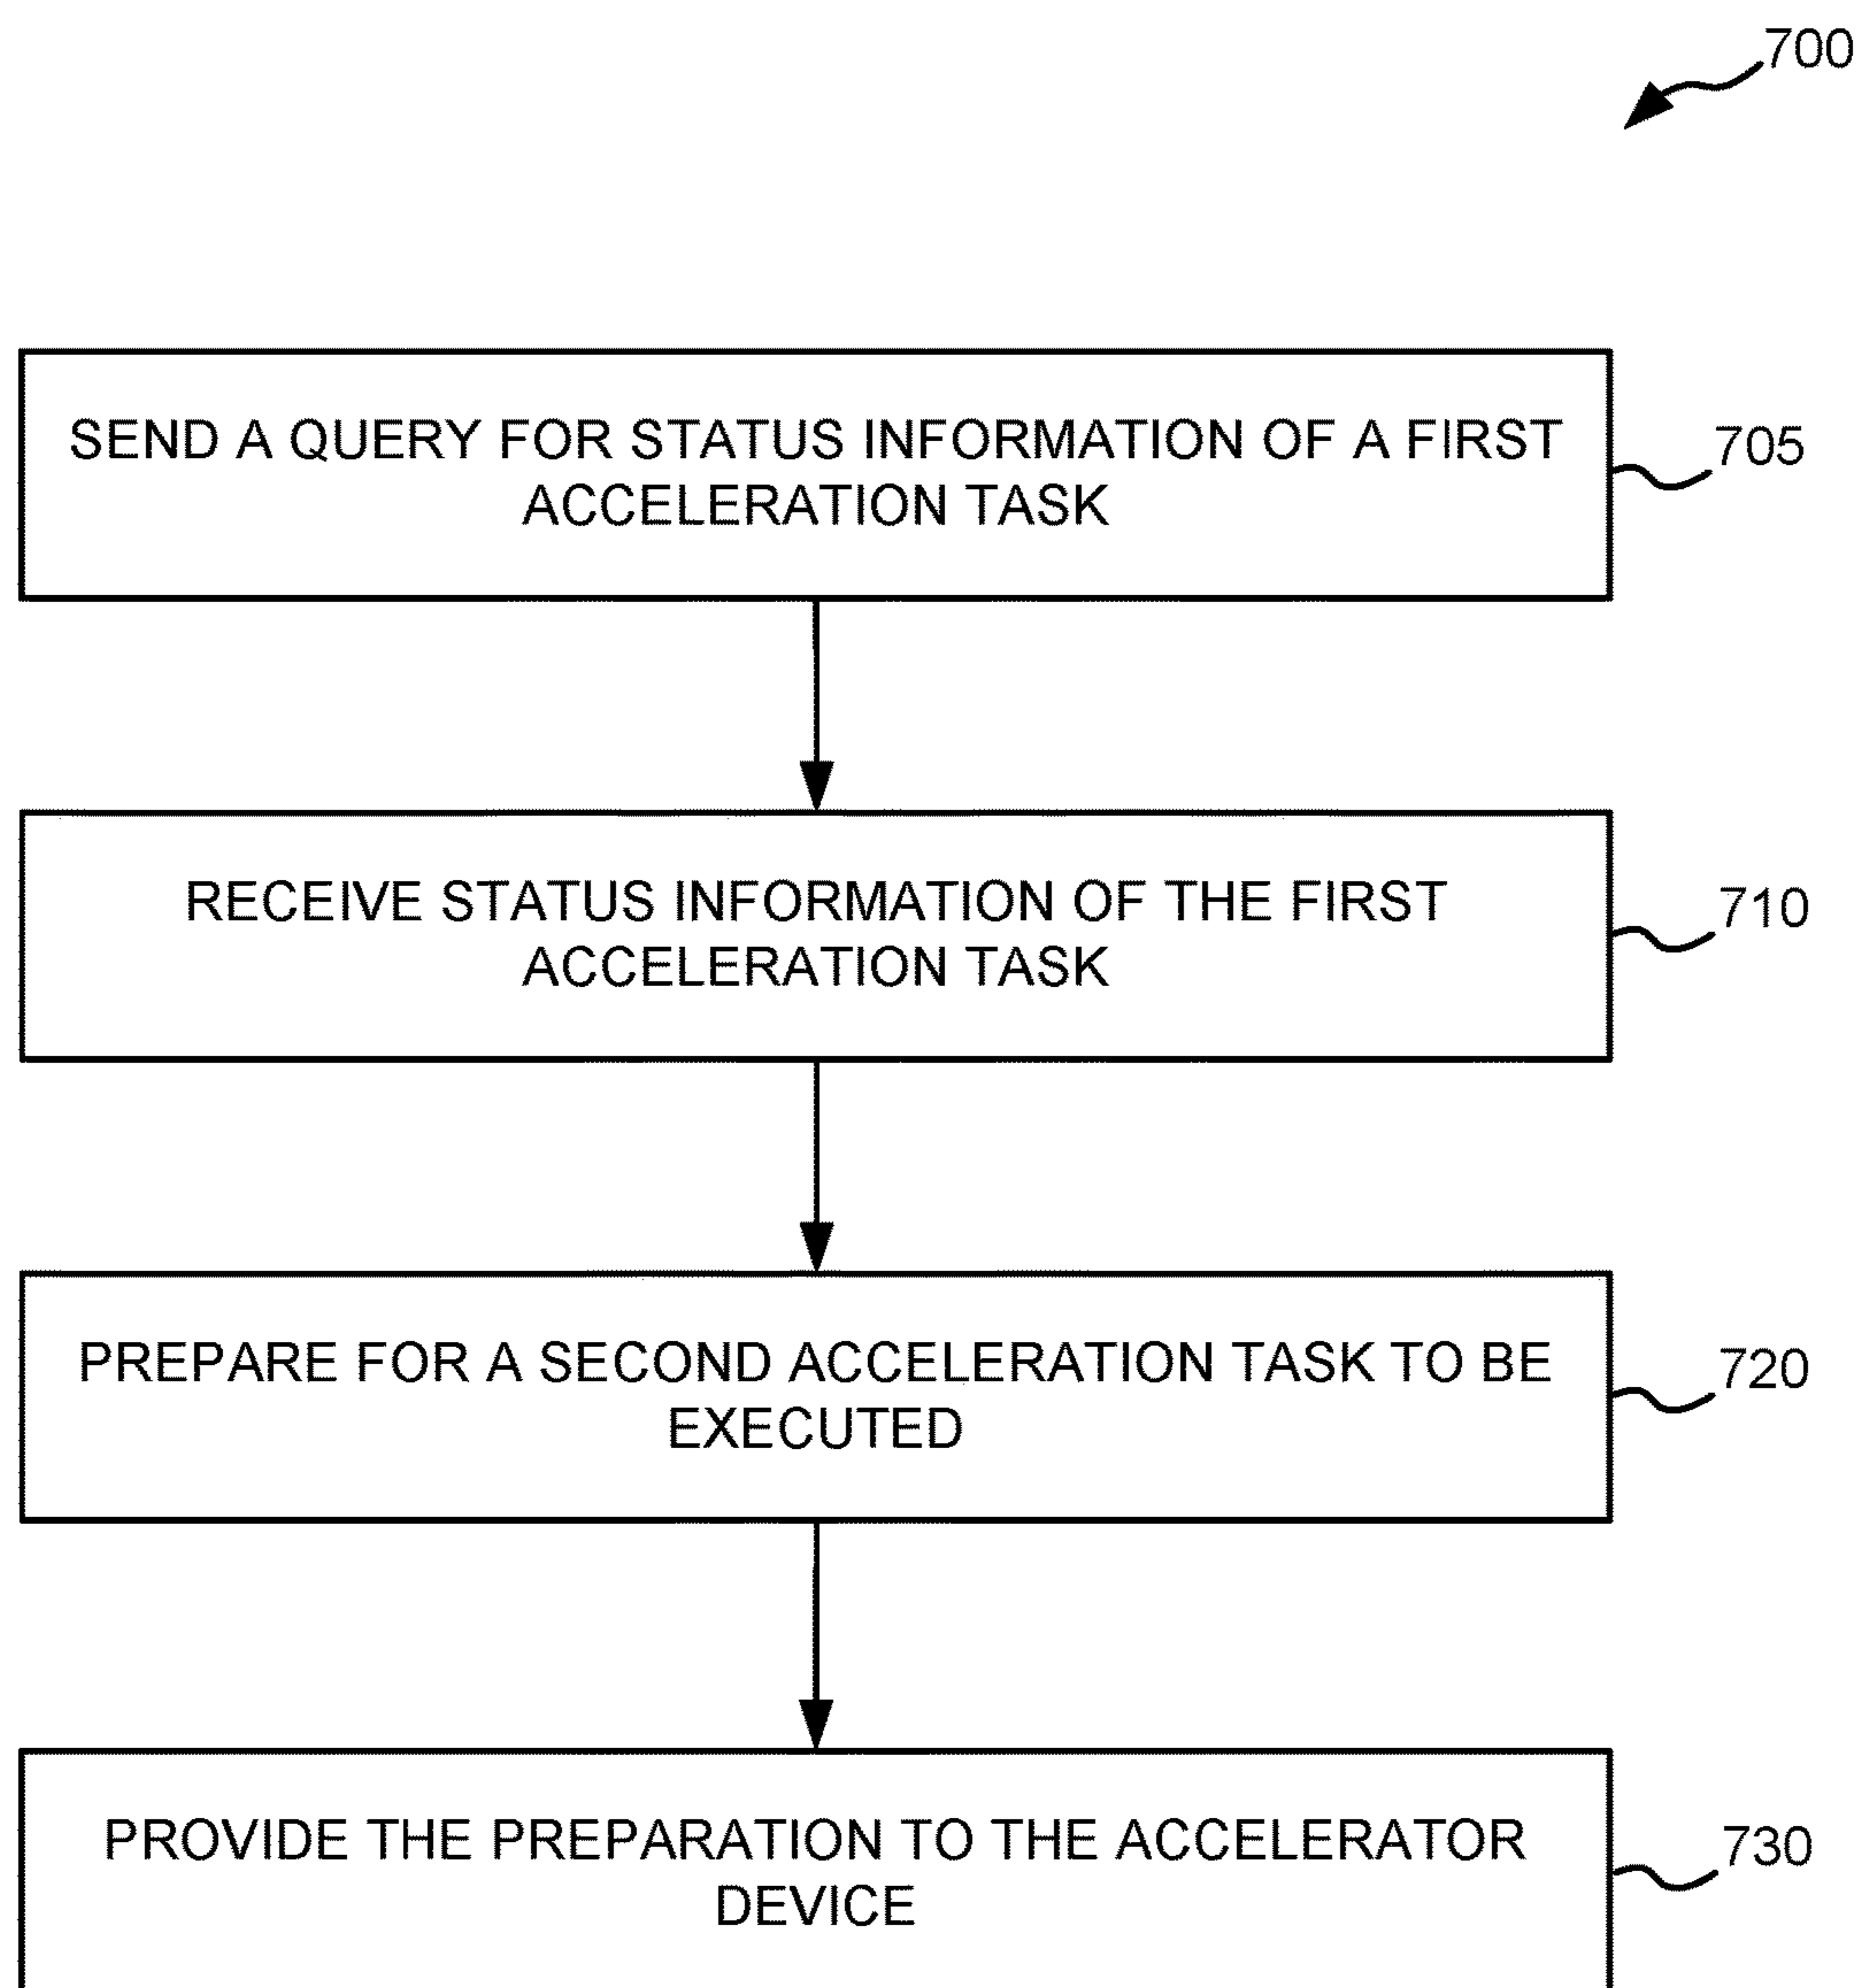 700
SEND A QUERY FOR STATUS INFORMATION OF A FIRST
ACCELERATION TASK
705
RECEIVE STATUS INFORMATION OF THE FIRST
ACCELERATION TASK
710
PREPARE FOR A SECOND ACCELERATION TASK TO BE
EXECUTED
720
PROVIDE THE PREPARATION TO THE ACCELERATOR
DEVICE
730